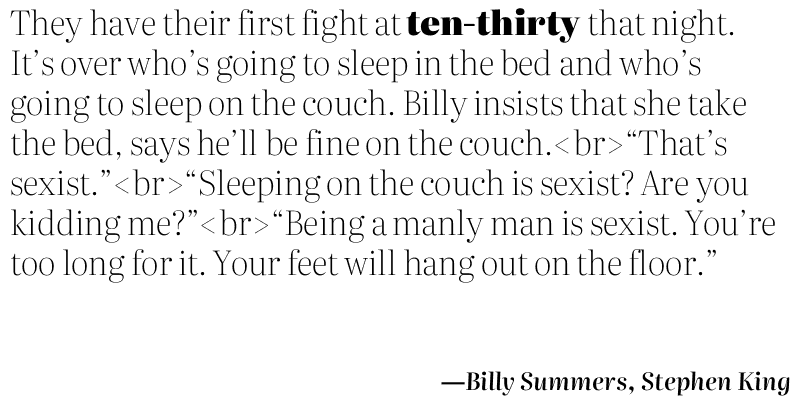 They have their first fight at ten-thirty that night.
It’s over who’s going to sleep in the bed and who’s
going to sleep on the couch. Billy insists that she take
the bed, says he’ll be fine on the couch.<br>“That’s
sexist.”<br>“Sleeping on the couch is sexist? Are you
kidding me?”<br>“Being a manly man is sexist. You’re
too long for it. Your feet will hang out on the floor.”
—Billy Summers, Stephen King